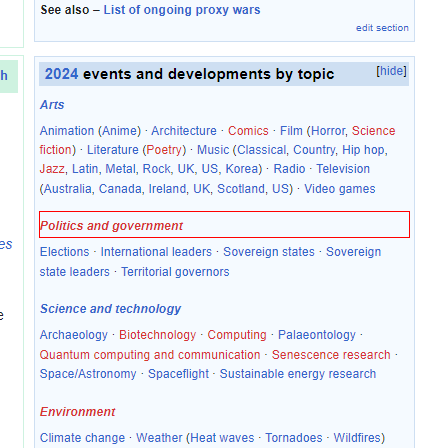 See also – List of ongoing proxy wars
edit section
h
2024 events and developments by topic [hide]
Arts
Animation (Anime) · Architecture · Comics · Film (Horror, Science
fiction) · Literature (Poetry) · Music (Classical, Country, Hip hop,
Jazz, Latin, Metal, Rock, UK, US, Korea) · Radio · Television
(Australia, Canada, Ireland, UK, Scotland, US) · Video games
Politics and government
es
Elections · International leaders · Sovereign states · Sovereign
state leaders · Territorial governors
Science and technology
e
Archaeology · Biotechnology · Computing · Palaeontology ·
Quantum computing and communication · Senescence research ·
Space/Astronomy · Spaceflight · Sustainable energy research
Environment
Climate change · Weather (Heat waves · Tornadoes · Wildfires)